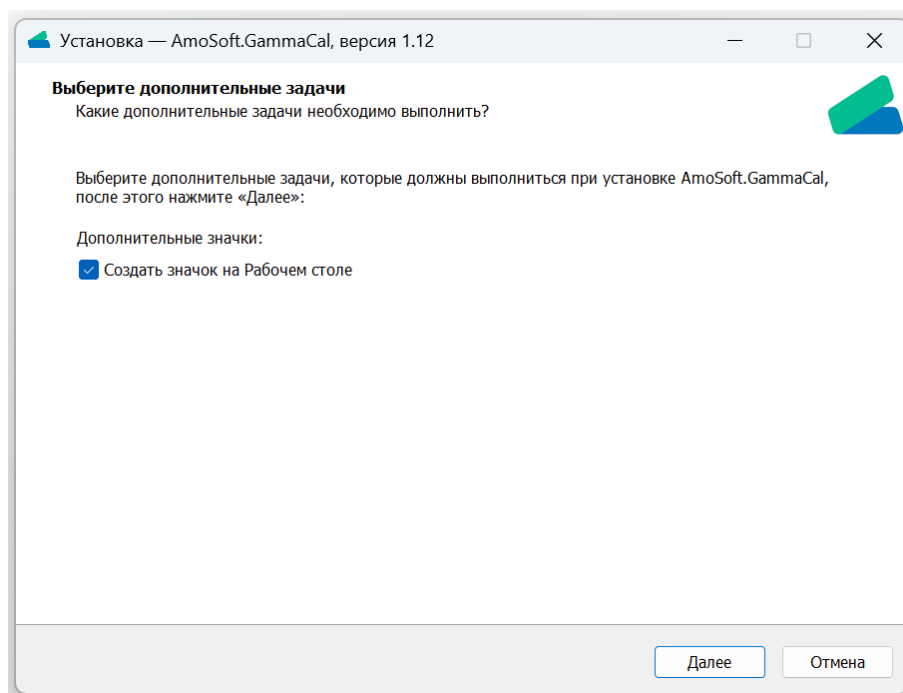 Установка — AmoSoft.GammaCal, версия 1.12
Выберите дополнительные задачи
Какие дополнительные задачи необходимо выполнить?
Выберите дополнительные задачи, которые должны выполниться при установке AmoSoft.GammaCal,
после этого нажмите «Далее»:
Дополнительные значки:
Создать значок на Рабочем столе
Далее
Отмена